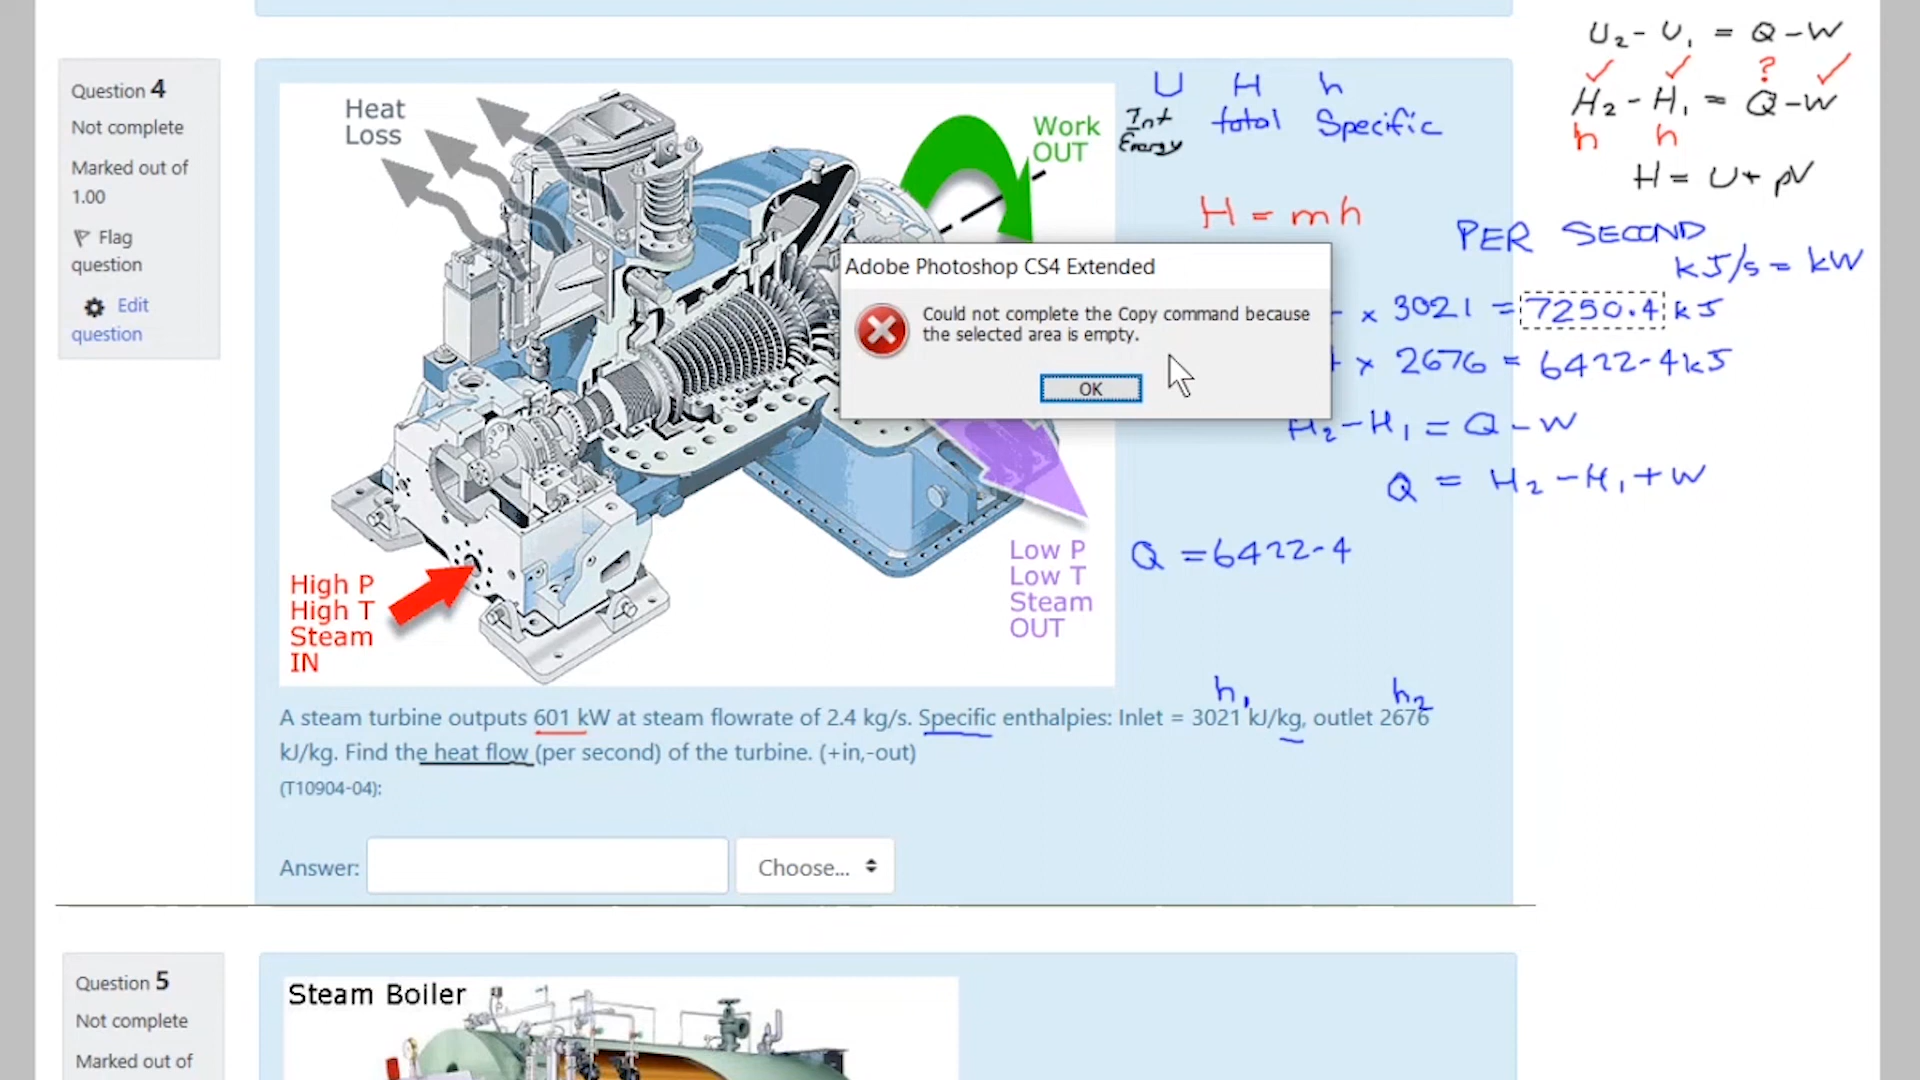 Question 4
Not complete
Marked out of
1.00
Flag
question
Edit
question
Heat
Loss
Work
OUT
High P
High T
Steam
IN
Low P
Low T
Steam
OUT
U H h
Int
Energy
total Specific
H = mh
U2 - U1 = Q - W
✓ ✓ ? ✓
H2 - H1 = Q - W
h h
H = U + pV
PER SECOND
kJ/s = kW
x 3021 = 7250.4 kJ
x 2676 = 6422.4 kJ
H2 - H1 = Q - W
Q = H2 - H1 + W
Q = 6422.4
Adobe Photoshop CS4 Extended
Could not complete the Copy command because
the selected area is empty.
OK
h1 h2
A steam turbine outputs 601 kW at steam flowrate of 2.4 kg/s. Specific enthalpies: Inlet = 3021 kJ/kg, outlet 2676
kJ/kg. Find the heat flow (per second) of the turbine. (+in,-out)
(T10904-04):
Answer:
Choose...
Question 5
Not complete
Marked out of
Steam Boiler